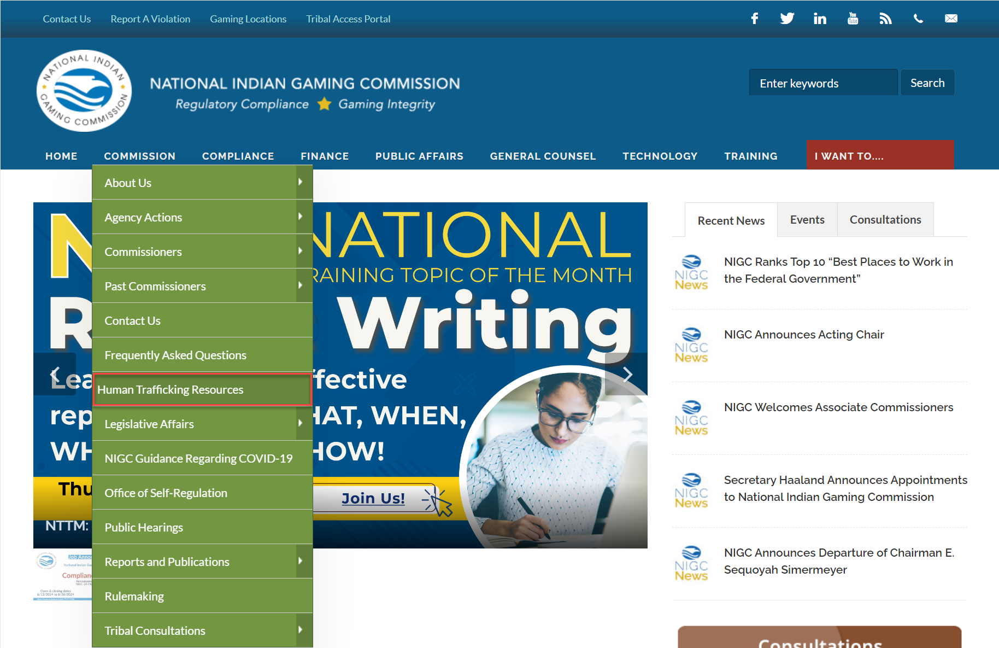 Contact Us Report A Violation Gaming Locations Tribal Access Portal
You Tube
NATIONAL INDIAN GAMING COMMISSION
NATIONAL INDIAN GAMING COMMISSION
Regulatory Compliance Gaming Integrity
Enter keywords Search
HOME COMMISSION COMPLIANCE FINANCE PUBLIC AFFAIRS GENERAL COUNSEL TECHNOLOGY TRAINING I WANT TO....
About Us
Agency Actions
Commissioners
Past Commissioners
Contact Us
Frequently Asked Questions
Human Trafficking Resources
Legislative Affairs
NIGC Guidance Regarding COVID-19
Office of Self-Regulation
Public Hearings
Reports and Publications
Rulemaking
Tribal Consultations
N NATIONAL
RAINING TOPIC OF THE MONTH
R Writing
Lea ffective
rep HAT, WHEN,
WH HOW!
Thu Join Us!
NTTM:
Job Annou
National Indian Ga
Complian
Open & closing dates
6/13/2024 to 6/26/2024
Recent News Events Consultations
NIGC News
NIGC Ranks Top 10 “Best Places to Work in
the Federal Government”
NIGC News
NIGC Announces Acting Chair
NIGC News
NIGC Welcomes Associate Commissioners
NIGC News
Secretary Haaland Announces Appointments
to National Indian Gaming Commission
NIGC News
NIGC Announces Departure of Chairman E.
Sequoyah Simermeyer
Consultations